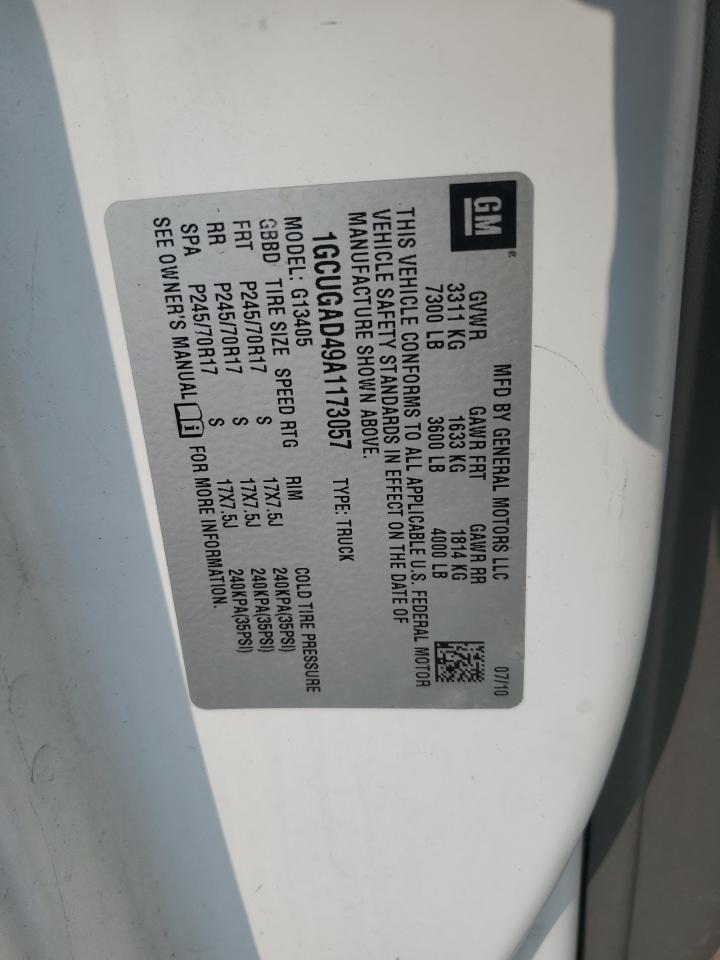 GM®
MFD BY GENERAL MOTORS LLC 07/10
GVWR GAWR FRT GAWR RR
3311 KG 1633 KG 1814 KG
7300 LB 3600 LB 4000 LB
THIS VEHICLE CONFORMS TO ALL APPLICABLE U.S. FEDERAL MOTOR
VEHICLE SAFETY STANDARDS IN EFFECT ON THE DATE OF
MANUFACTURE SHOWN ABOVE.
1GCUGAD49A1173057 TYPE: TRUCK
MODEL: G13405
GBBD TIRE SIZE SPEED RTG RIM COLD TIRE PRESSURE
FRT P245/70R17 S 17X7.5J 240KPA(35PSI)
RR P245/70R17 S 17X7.5J 240KPA(35PSI)
SPA P245/70R17 S 17X7.5J 240KPA(35PSI)
SEE OWNER'S MANUAL i FOR MORE INFORMATION.